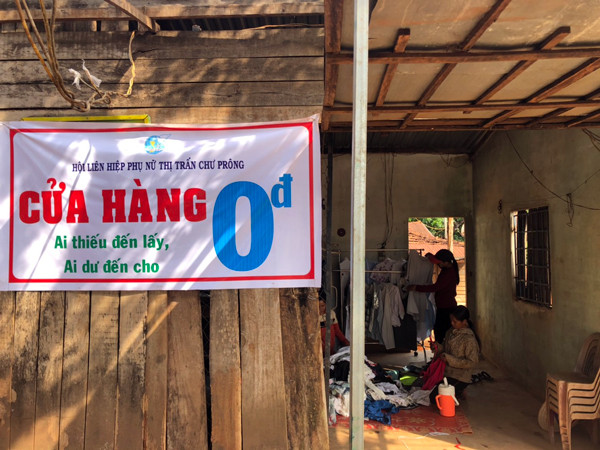 HỘI LIÊN HIỆP PHỤ NỮ THỊ TRẤN CHƯ PRÔNG
CỬA HÀNG 0đ
Ai thiếu đến lấy,
Ai dư đến cho